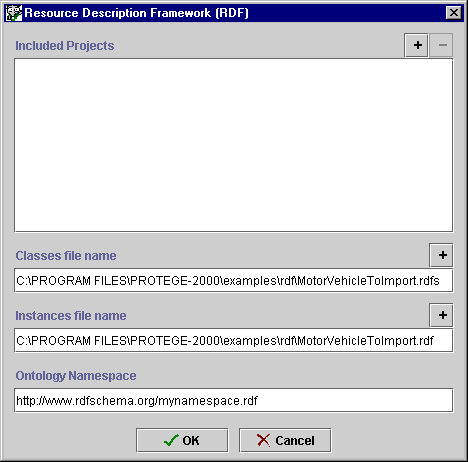 Resource Description Framework (RDF)
Included Projects
Classes file name
C:\PROGRAM FILES\PROTEGE-2000\examples\rdf\MotorVehicleToImport.rdfs
Instances file name
C:\PROGRAM FILES\PROTEGE-2000\examples\rdf\MotorVehicleToImport.rdf
Ontology Namespace
http://www.rdfschema.org/mynamespace.rdf
OK Cancel